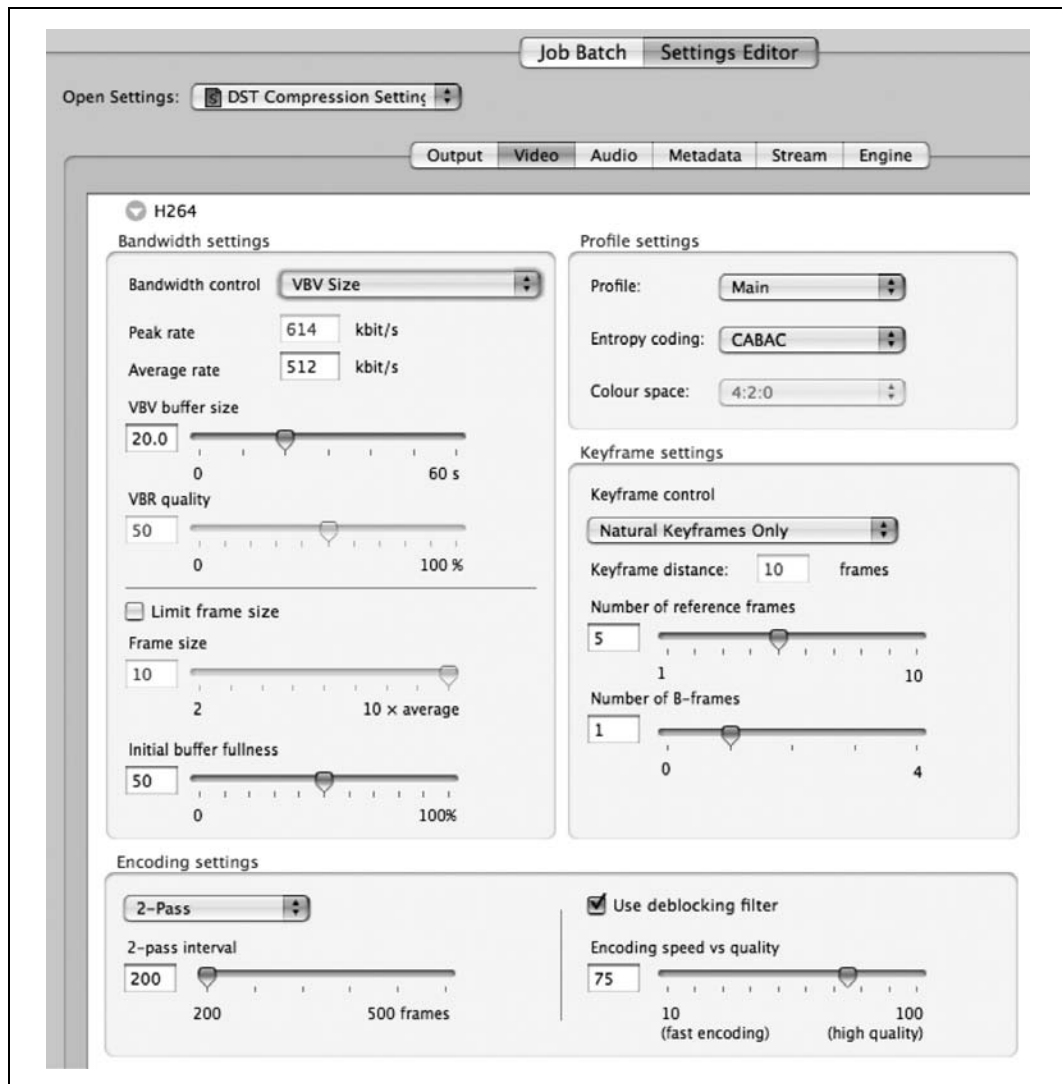 Job Batch Settings Editor
Open Settings: DST Compression Setting
Output Video Audio Metadata Stream Engine
H264
Bandwidth settings
Bandwidth control VBV Size
Peak rate 614 kbit/s
Average rate 512 kbit/s
VBV buffer size
20.0
0 60 s
VBR quality
50
0 100 %
Limit frame size
Frame size
10
2 10 × average
Initial buffer fullness
50
0 100%
Profile settings
Profile: Main
Entropy coding: CABAC
Colour space: 4:2:0
Keyframe settings
Keyframe control
Natural Keyframes Only
Keyframe distance: 10 frames
Number of reference frames
5
1 10
Number of B-frames
1
0 4
Encoding settings
2-Pass
2-pass interval
200
200 500 frames
Use deblocking filter
Encoding speed vs quality
75
10 100
(fast encoding) (high quality)